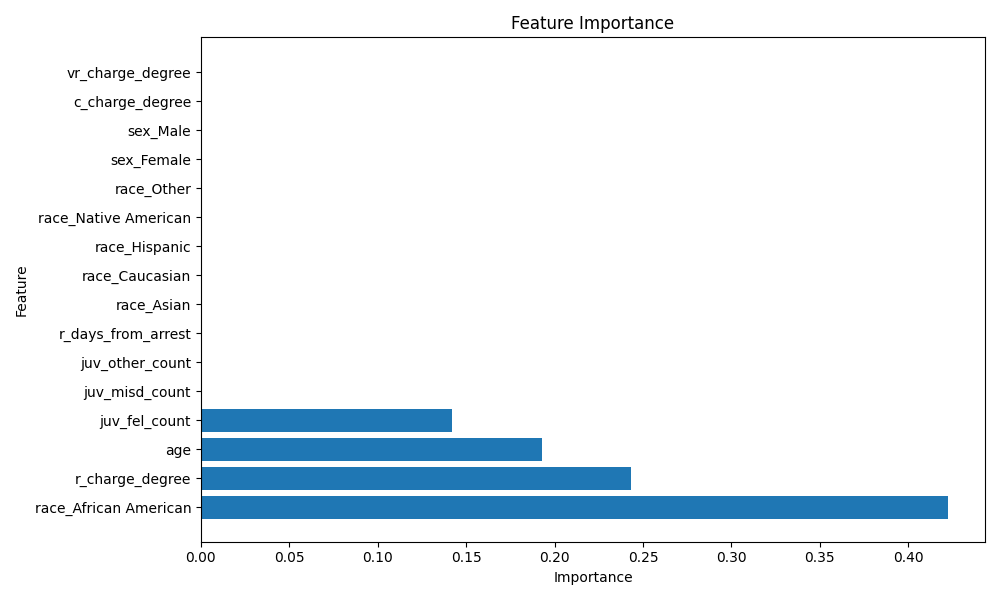 Feature Importance
vr_charge_degree
c_charge_degree
sex_Male
sex_Female
race_Other
race_Native American
race_Hispanic
race_Caucasian
race_Asian
r_days_from_arrest
juv_other_count
juv_misd_count
juv_fel_count
age
r_charge_degree
race_African American
Feature
0.00 0.05 0.10 0.15 0.20 0.25 0.30 0.35 0.40
Importance